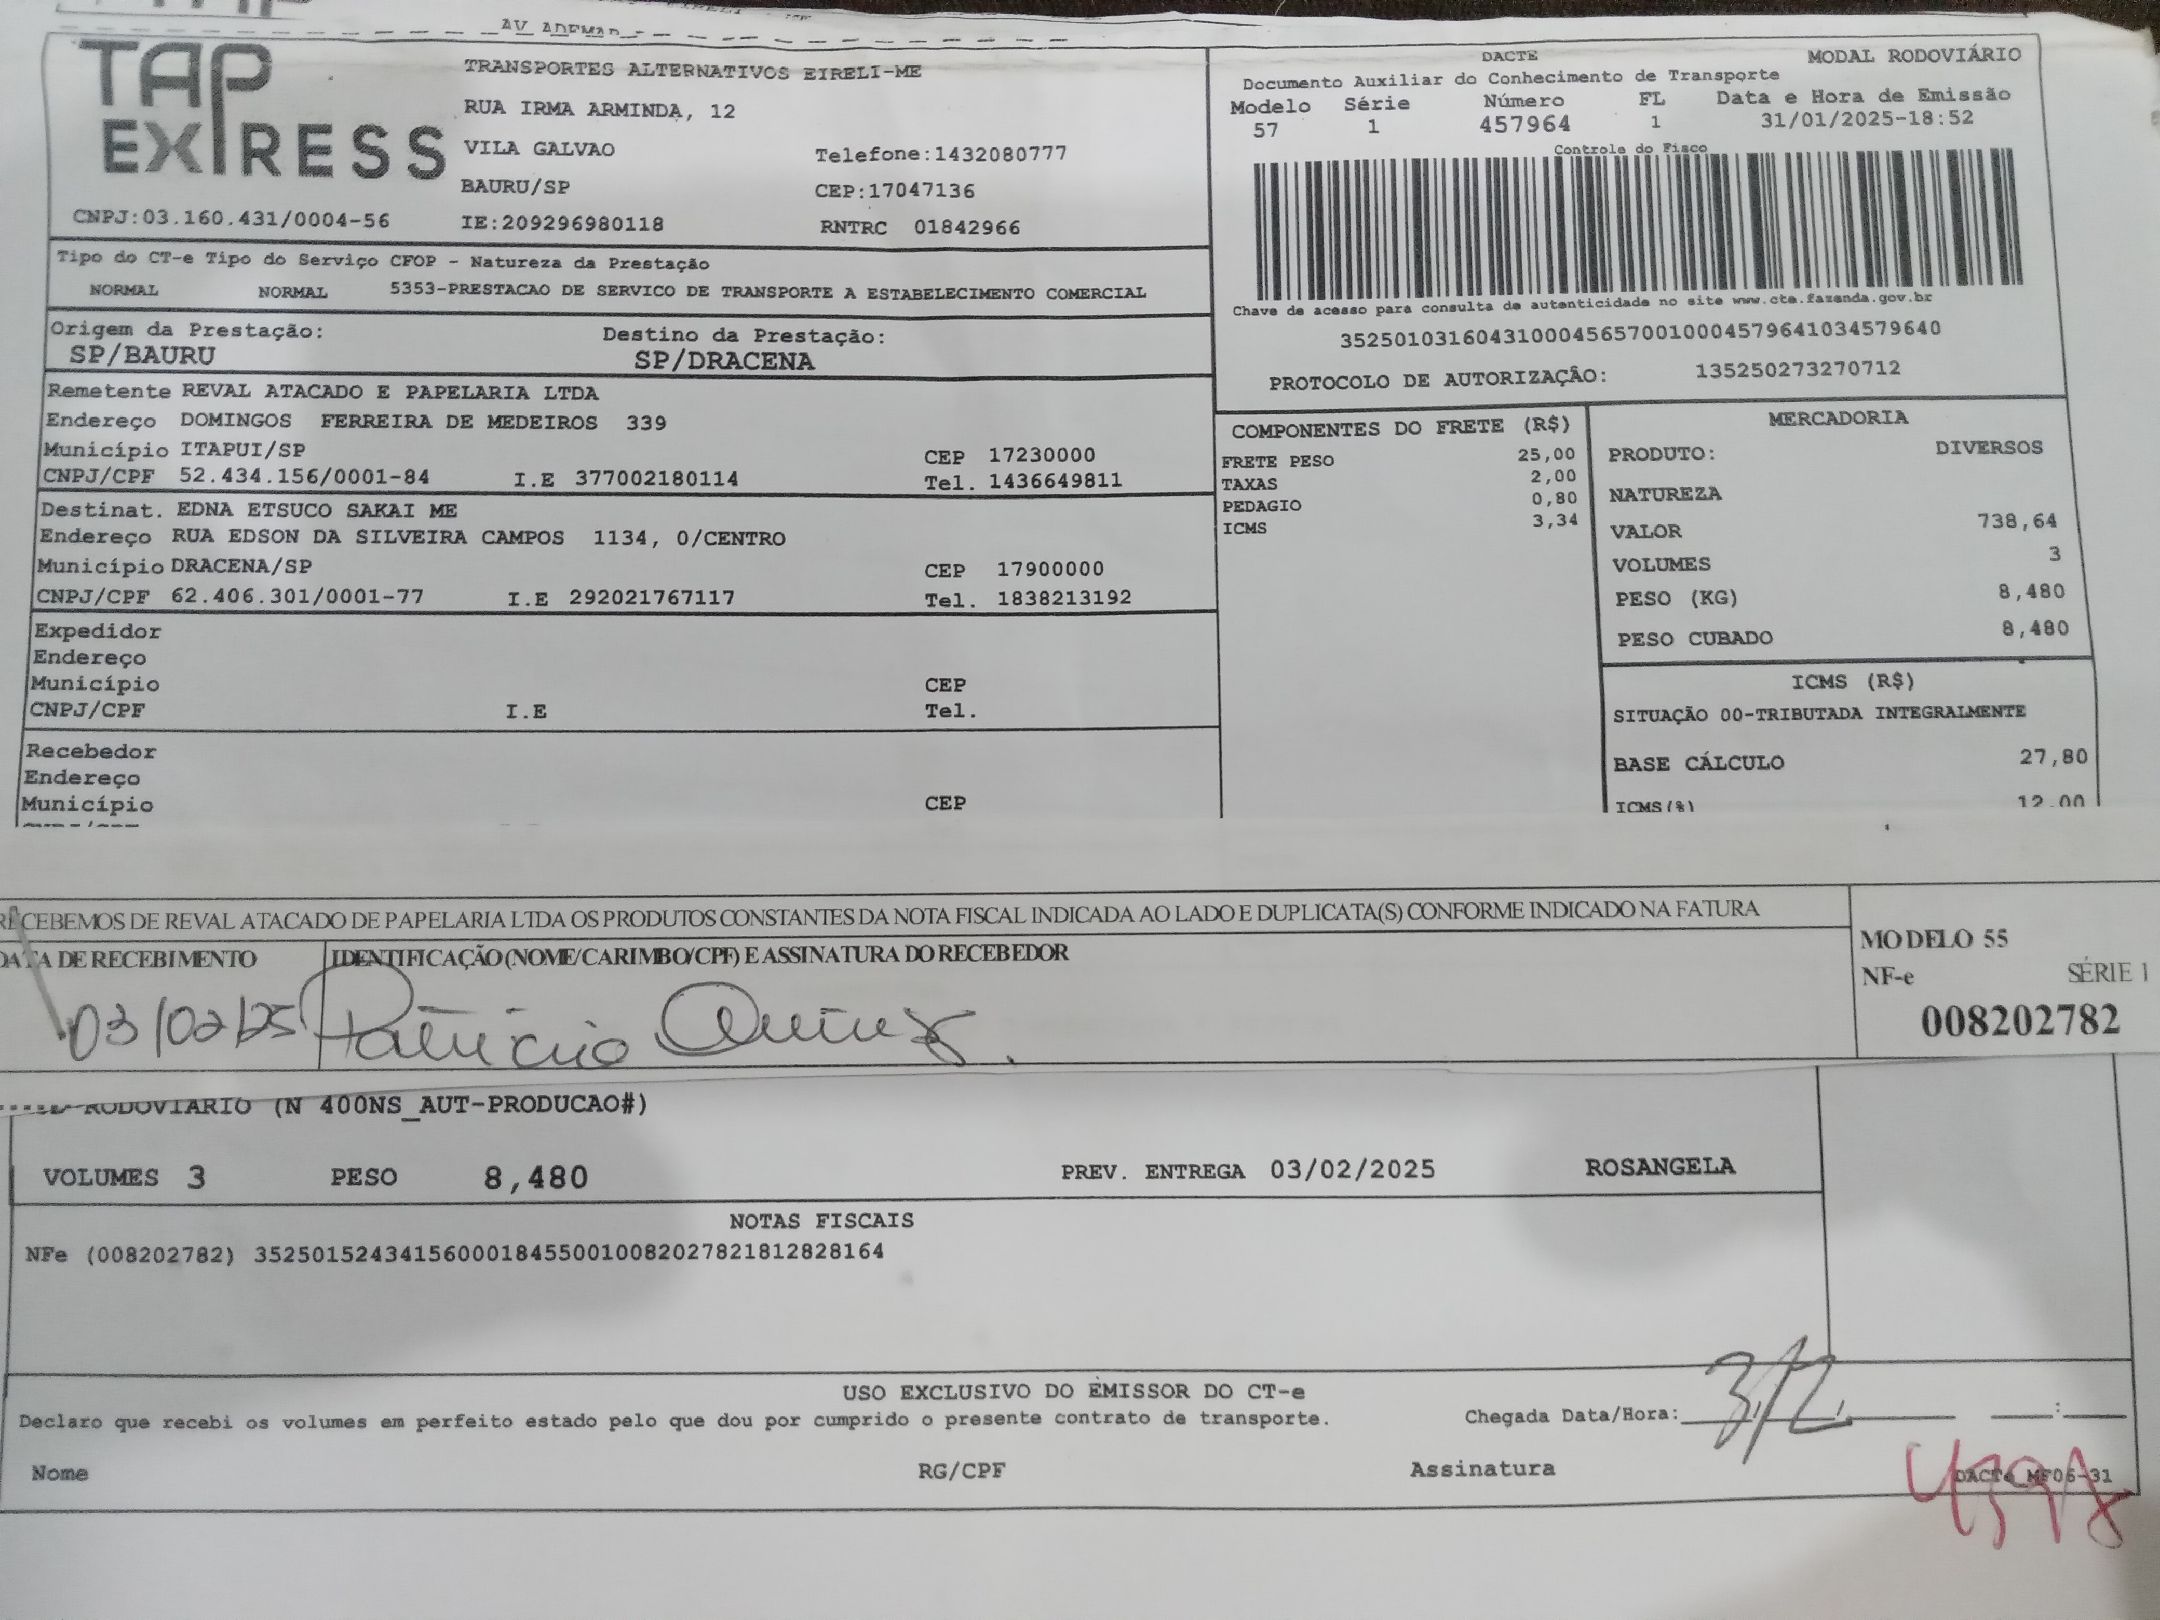 AV ADEMAR
TAP EXPRESS
TRANSPORTES ALTERNATIVOS EIRELI-ME
RUA IRMA ARMINDA, 12
VILA GALVAO Telefone:1432080777
BAURU/SP CEP:17047136
CNPJ:03.160.431/0004-56 IE:209296980118 RNTRC 01842966
DACTE MODAL RODOVIÁRIO
Documento Auxiliar do Conhecimento de Transporte
Modelo Série Número FL Data e Hora de Emissão
57 1 457964 1 31/01/2025-18:52
Controle do Fisco
Chave de acesso para consulta de autenticidade no site www.cte.fazenda.gov.br
35250103160431000456570010004579641034579640
PROTOCOLO DE AUTORIZAÇÃO: 135250273270712
Tipo do CT-e Tipo do Serviço CFOP - Natureza da Prestação
NORMAL NORMAL 5353-PRESTACAO DE SERVICO DE TRANSPORTE A ESTABELECIMENTO COMERCIAL
Origem da Prestação: Destino da Prestação:
SP/BAURU SP/DRACENA
Remetente REVAL ATACADO E PAPELARIA LTDA
Endereço DOMINGOS FERREIRA DE MEDEIROS 339
Município ITAPUI/SP CEP 17230000
CNPJ/CPF 52.434.156/0001-84 I.E 377002180114 Tel. 1436649811
Destinat. EDNA ETSUCO SAKAI ME
Endereço RUA EDSON DA SILVEIRA CAMPOS 1134, 0/CENTRO
Município DRACENA/SP CEP 17900000
CNPJ/CPF 62.406.301/0001-77 I.E 292021767117 Tel. 1838213192
Expedidor
Endereço
Município CEP
CNPJ/CPF I.E Tel.
Recebedor
Endereço
Município CEP
COMPONENTES DO FRETE (R$)
FRETE PESO 25,00
TAXAS 2,00
PEDAGIO 0,80
ICMS 3,34
MERCADORIA
PRODUTO: DIVERSOS
NATUREZA
VALOR 738,64
VOLUMES 3
PESO (KG) 8,480
PESO CUBADO 8,480
ICMS (R$)
SITUAÇÃO 00-TRIBUTADA INTEGRALMENTE
BASE CÁLCULO 27,80
ICMS(%) 12.00
RECEBEMOS DE REVAL ATACADO DE PAPELARIA LTDA OS PRODUTOS CONSTANTES DA NOTA FISCAL INDICADA AO LADO E DUPLICATA(S) CONFORME INDICADO NA FATURA
DATA DE RECEBIMENTO IDENTIFICAÇÃO (NOME/CARIMBO/CPF) E ASSINATURA DO RECEBEDOR
03/02/25
MODELO 55
NF-e SÉRIE 1
008202782
RODOVIARIO (N 400NS_AUT-PRODUCAO#)
VOLUMES 3 PESO 8,480 PREV. ENTREGA 03/02/2025 ROSANGELA
NOTAS FISCAIS
NFe (008202782) 35250152434156000184550010082027821812828164
USO EXCLUSIVO DO EMISSOR DO CT-e
Declaro que recebi os volumes em perfeito estado pelo que dou por cumprido o presente contrato de transporte. Chegada Data/Hora: 3/2 :
Nome RG/CPF Assinatura DACTe MF06-31